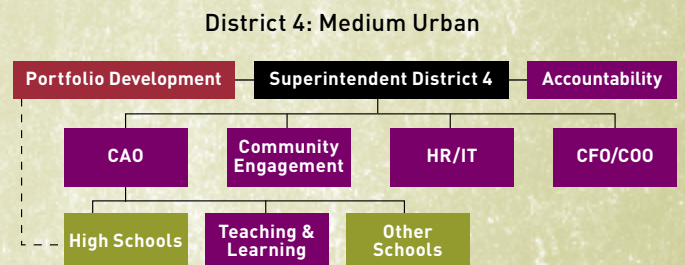 District 4: Medium Urban
Portfolio Development
Superintendent District 4
Accountability
CAO
Community
Engagement
HR/IT
CFO/COO
High Schools
Teaching &
Learning
Other
Schools